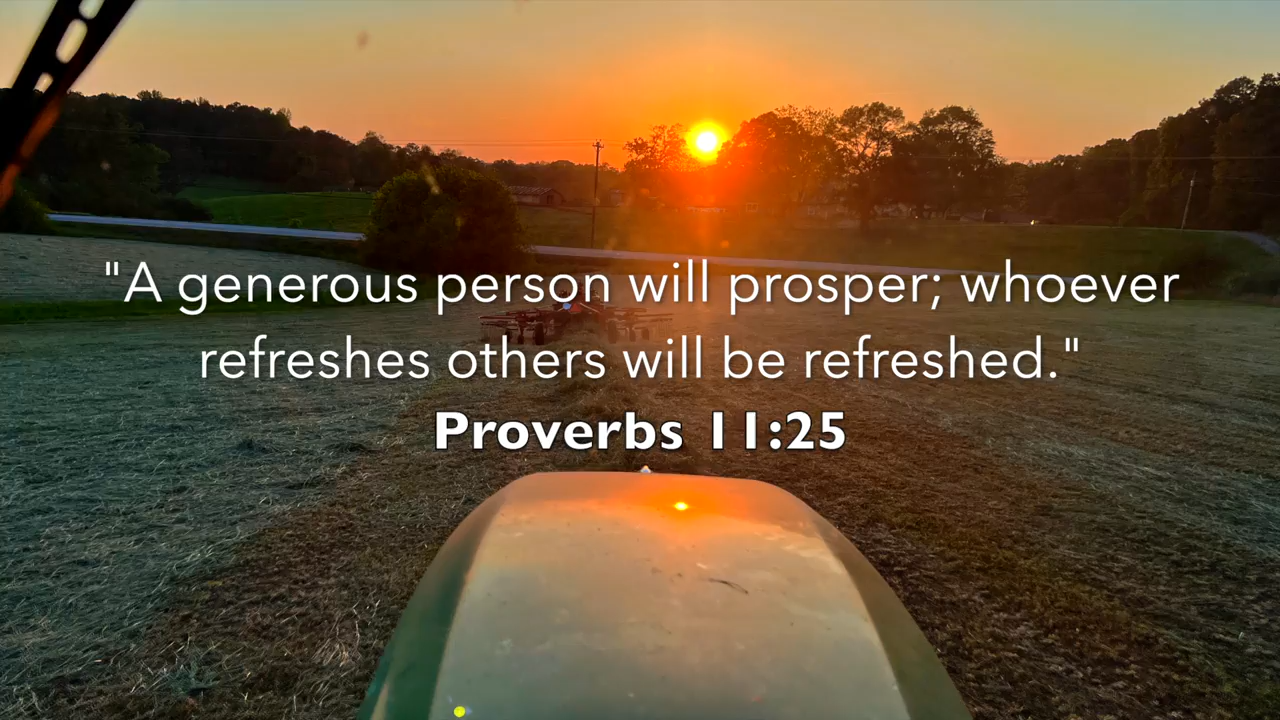 "A generous person will prosper; whoever
refreshes others will be refreshed."
Proverbs 11:25